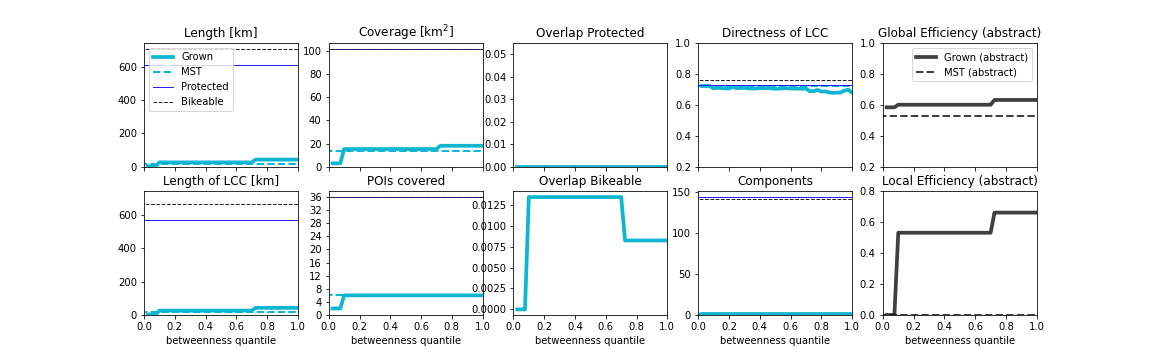 Length [km]
Coverage [km²]
Overlap Protected
Directness of LCC
Global Efficiency (abstract)
600
400
200
0
Grown
MST
Protected
Bikeable
100
80
60
40
20
0
0.05
0.04
0.03
0.02
0.01
0.00
1.0
0.8
0.6
0.4
0.2
1.0
0.8
0.6
0.4
0.2
Grown (abstract)
MST (abstract)
Length of LCC [km]
POIs covered
Overlap Bikeable
Components
Local Efficiency (abstract)
600
400
200
0
36
32
28
24
20
16
12
8
4
0
0.0125
0.0100
0.0075
0.0050
0.0025
0.0000
150
100
50
0
0.8
0.6
0.4
0.2
0.0
0.0 0.2 0.4 0.6 0.8 1.0
0.0 0.2 0.4 0.6 0.8 1.0
0.0 0.2 0.4 0.6 0.8 1.0
0.0 0.2 0.4 0.6 0.8 1.0
0.0 0.2 0.4 0.6 0.8 1.0
betweenness quantile
betweenness quantile
betweenness quantile
betweenness quantile
betweenness quantile